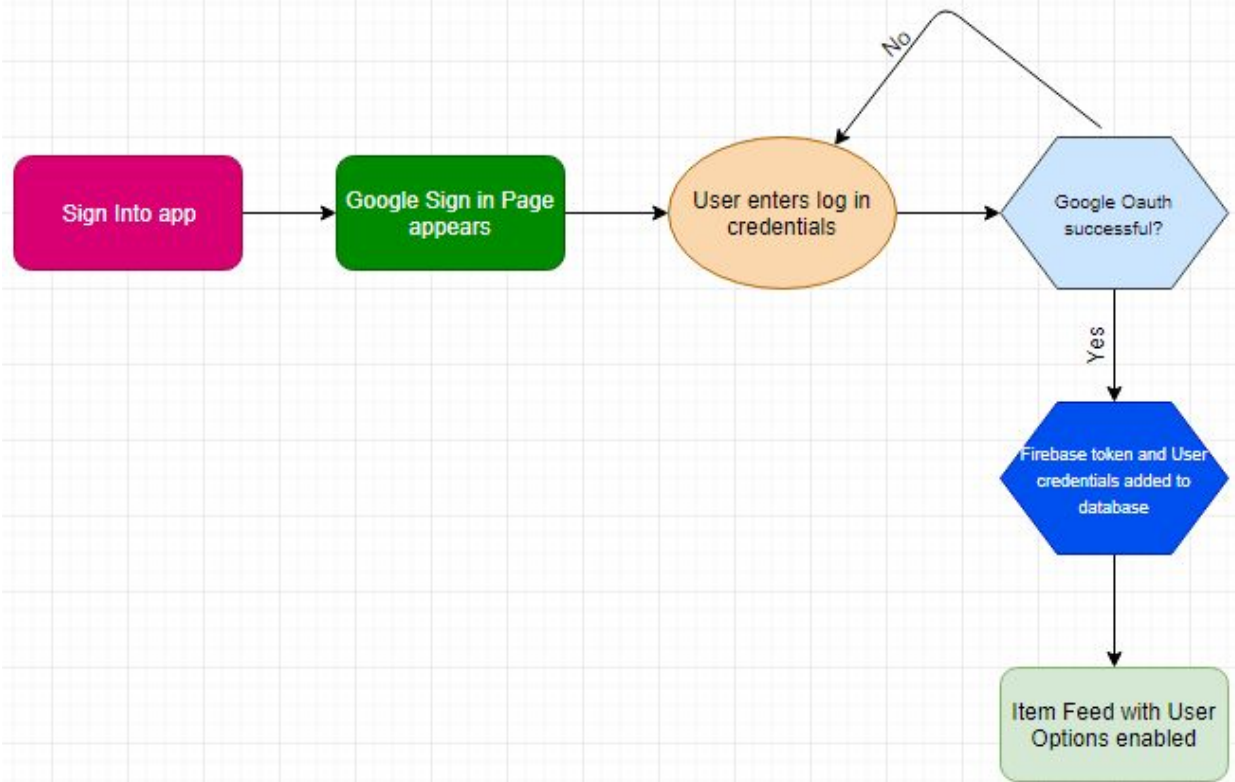 No
Sign Into app
Google Sign in Page
appears
User enters log in
credentials
Google Oauth
successful?
Yes
Firebase token and User
credentials added to
database
Item Feed with User
Options enabled